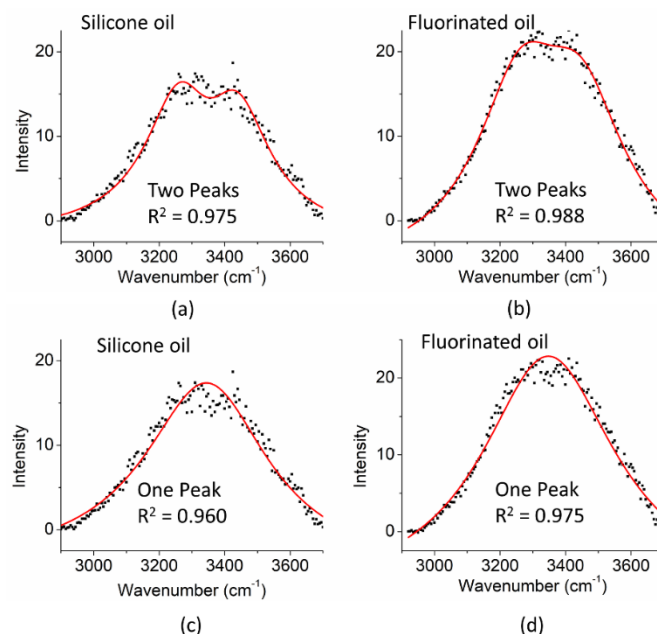 Silicone oil
20
10
0
Intensity
Two Peaks
R² = 0.975
3000 3200 3400 3600
Wavenumber (cm⁻¹)
(a)
Fluorinated oil
20
10
0
Intensity
Two Peaks
R² = 0.988
3000 3200 3400 3600
Wavenumber (cm⁻¹)
(b)
Silicone oil
20
10
0
Intensity
One Peak
R² = 0.960
3000 3200 3400 3600
Wavenumber (cm⁻¹)
(c)
Fluorinated oil
20
10
0
Intensity
One Peak
R² = 0.975
3000 3200 3400 3600
Wavenumber (cm⁻¹)
(d)